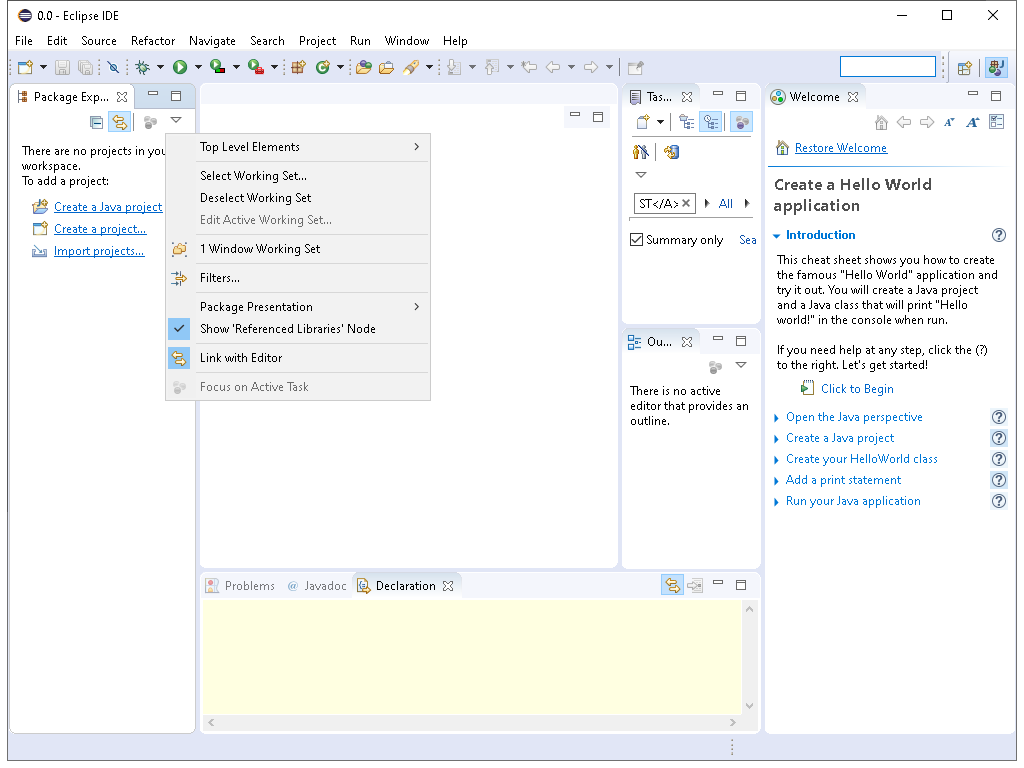 0.0 - Eclipse IDE
File Edit Source Refactor Navigate Search Project Run Window Help
Package Exp...
There are no projects in you
workspace.
To add a project:
Create a Java project
Create a project...
Import projects...
Top Level Elements
Select Working Set...
Deselect Working Set
Edit Active Working Set...
1 Window Working Set
Filters...
Package Presentation
Show 'Referenced Libraries' Node
Link with Editor
Focus on Active Task
Tas...
ST</A>
All
Summary only Sea
Ou...
There is no active
editor that provides an
outline.
Welcome
Restore Welcome
Create a Hello World
application
Introduction
This cheat sheet shows you how to create
the famous "Hello World" application and
try it out. You will create a Java project
and a Java class that will print "Hello
world!" in the console when run.
If you need help at any step, click the (?)
to the right. Let's get started!
Click to Begin
Open the Java perspective
Create a Java project
Create your HelloWorld class
Add a print statement
Run your Java application
Problems @ Javadoc Declaration